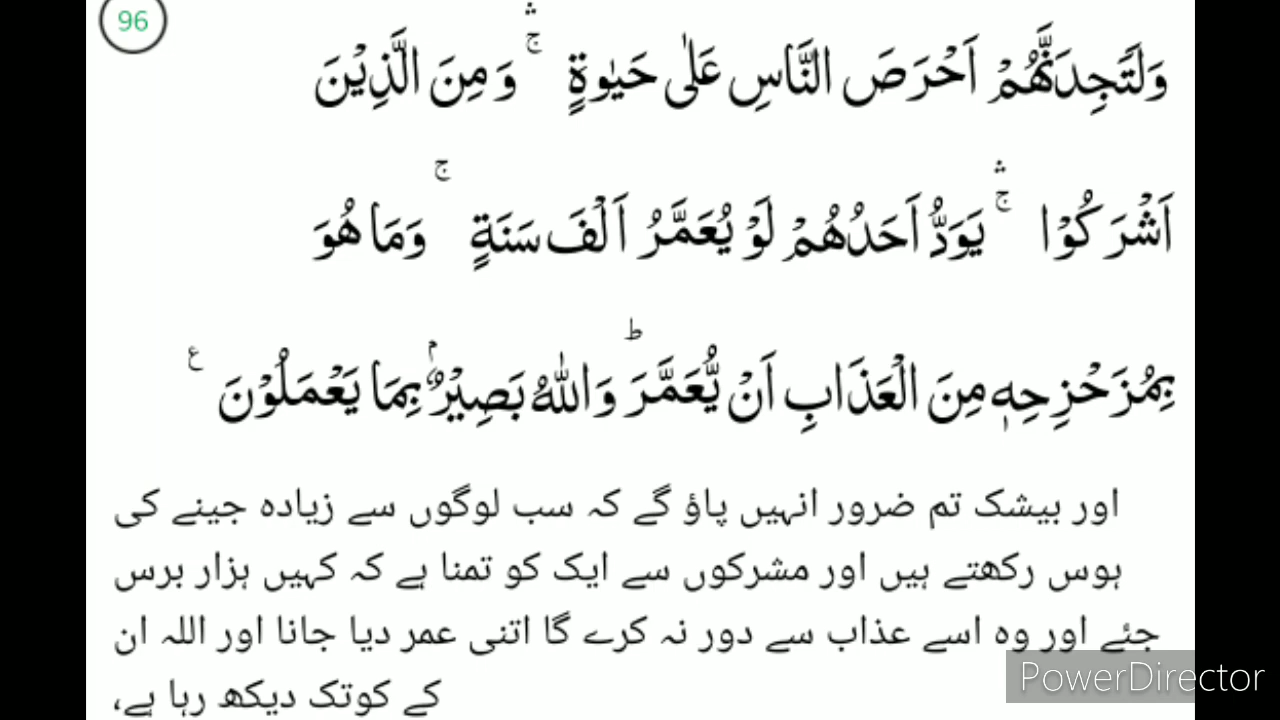 96
وَلَتَجِدَنَّهُمْ اَحْرَصَ النَّاسِ عَلٰى حَيٰوةٍ ۛۚ وَ مِنَ الَّذِيْنَ
اَشْرَكُوْا ۛۚ يَوَدُّ اَحَدُهُمْ لَوْ يُعَمَّرُ اَلْفَ سَنَةٍ ۚ وَمَا هُوَ
بِمُزَحْزِحِهٖ مِنَ الْعَذَابِ اَنْ يُّعَمَّرَ ؕ وَاللّٰهُ بَصِيْرٌۢ بِمَا يَعْمَلُوْنَ ع
اور بیشک تم ضرور انہیں پاؤ گے کہ سب لوگوں سے زیادہ جینے کی
ہوس رکھتے ہیں اور مشرکوں سے ایک کو تمنا ہے کہ کہیں ہزار برس
جئے اور وہ اسے عذاب سے دور نہ کرے گا اتنی عمر دیا جانا اور اللہ ان
کے کوتک دیکھ رہا ہے،
PowerDirector